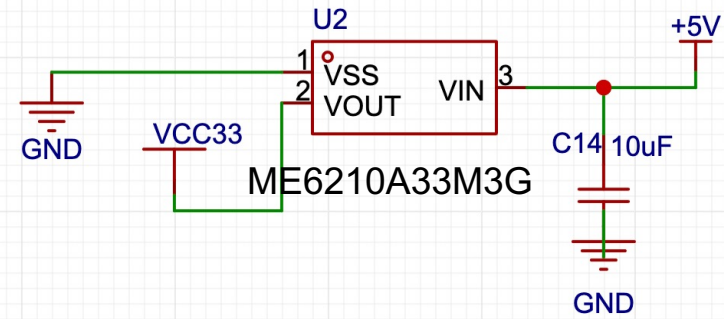 U2
+5V
1
VSS
2
VOUT
VIN
3
GND
VCC33
C14
10uF
ME6210A33M3G
GND